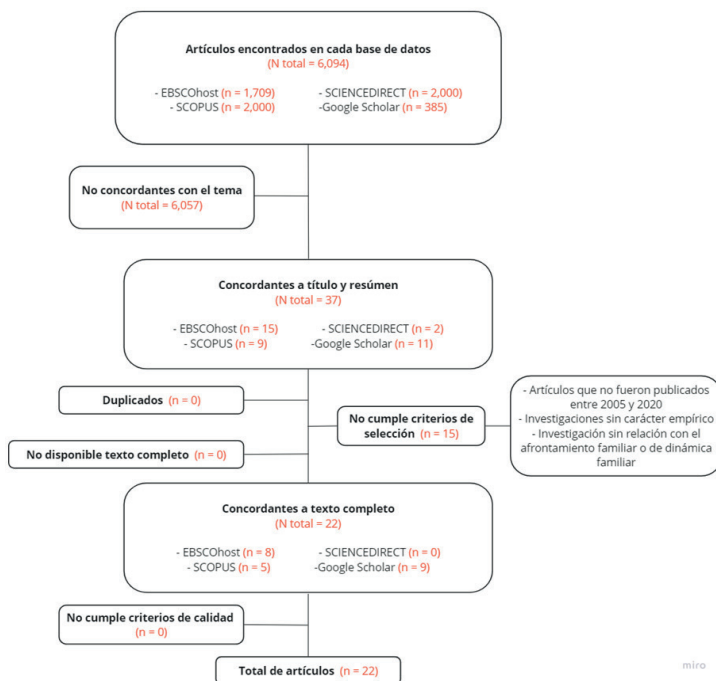 Artículos encontrados en cada base de datos
(N total = 6,094)
- EBSCOhost (n = 1,709) - SCIENCEDIRECT (n = 2,000)
- SCOPUS (n = 2,000) -Google Scholar (n = 385)
No concordantes con el tema
(N total = 6,057)
Concordantes a título y resúmen
(N total = 37)
- EBSCOhost (n = 15) - SCIENCEDIRECT (n = 2)
- SCOPUS (n = 9) -Google Scholar (n = 11)
Duplicados (n = 0)
No cumple criterios de
selección (n = 15)
- Artículos que no fueron publicados
entre 2005 y 2020
- Investigaciones sin carácter empírico
- Investigación sin relación con el
afrontamiento familiar o de dinámica
familiar
No disponible texto completo (n = 0)
Concordantes a texto completo
(N total = 22)
- EBSCOhost (n = 8) - SCIENCEDIRECT (n = 0)
- SCOPUS (n = 5) -Google Scholar (n = 9)
No cumple criterios de calidad
(n = 0)
Total de artículos (n = 22)
miro